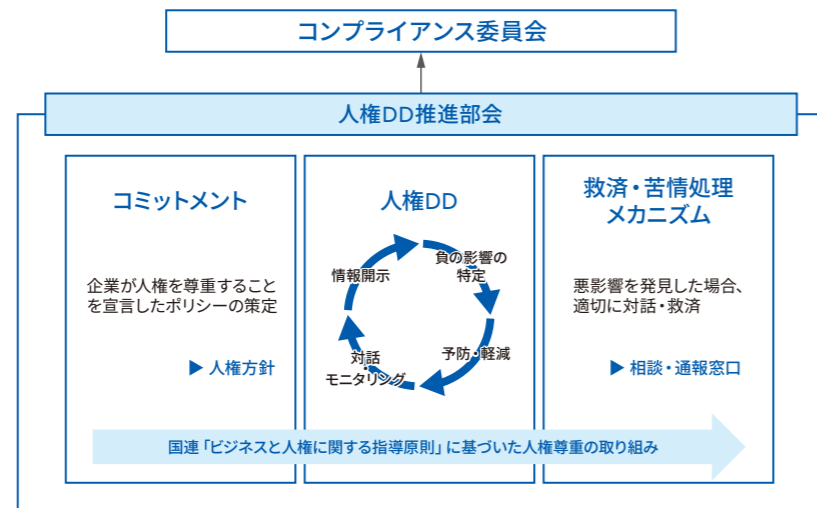 コンプライアンス委員会
人権DD推進部会
コミットメント
企業が人権を尊重すること
を宣言したポリシーの策定
▶ 人権方針
人権DD
負の影響の
特定
予防・軽減
対話
・
モニタリング
情報開示
救済・苦情処理
メカニズム
悪影響を発見した場合、
適切に対話・救済
▶ 相談・通報窓口
国連「ビジネスと人権に関する指導原則」に基づいた人権尊重の取り組み